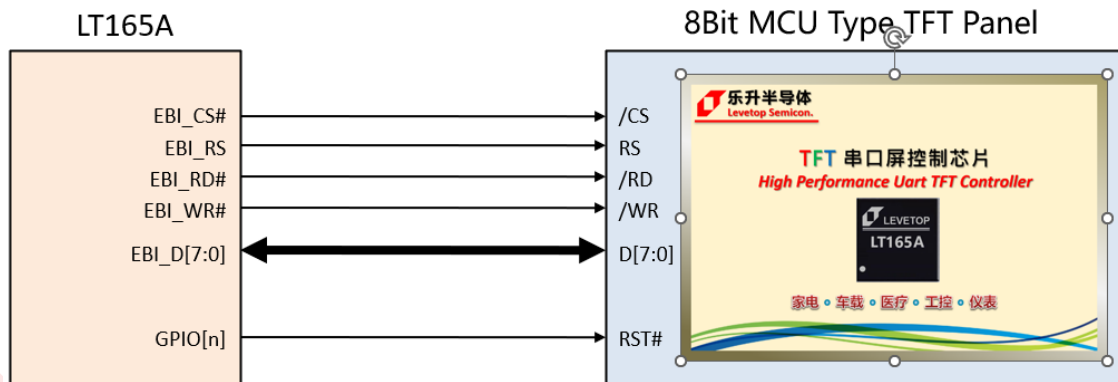 LT165A
8Bit MCU Type TFT Panel
EBI_CS#
EBI_RS
EBI_RD#
EBI_WR#
EBI_D[7:0]
GPIO[n]
/CS
RS
/RD
/WR
D[7:0]
RST#
乐升半导体
Levetop Semicon.
TFT 串口屏控制芯片
High Performance Uart TFT Controller
LEVETOP
LT165A
家电 • 车载 • 医疗 • 工控 • 仪表